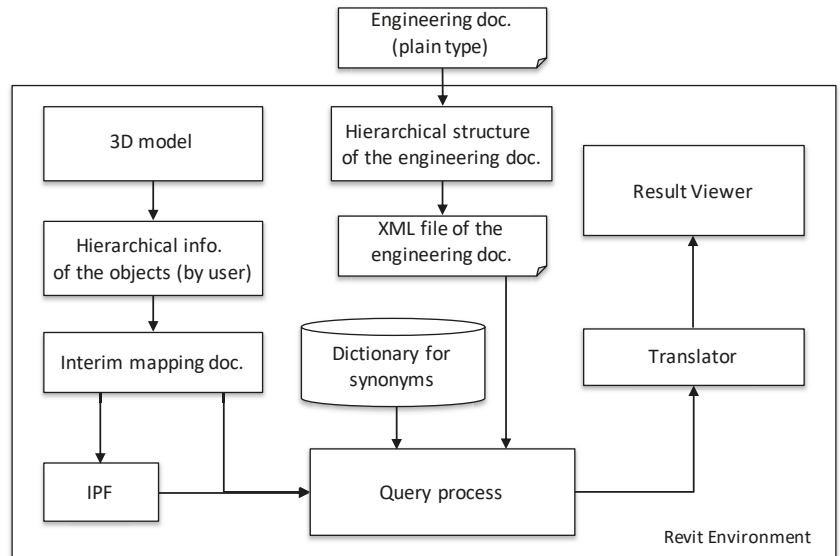 Engineering doc.
(plain type)
3D model
Hierarchical structure
of the engineering doc.
Result Viewer
Hierarchical info.
of the objects (by user)
XML file of the
engineering doc.
Interim mapping doc.
Dictionary for
synonyms
Translator
IPF
Query process
Revit Environment